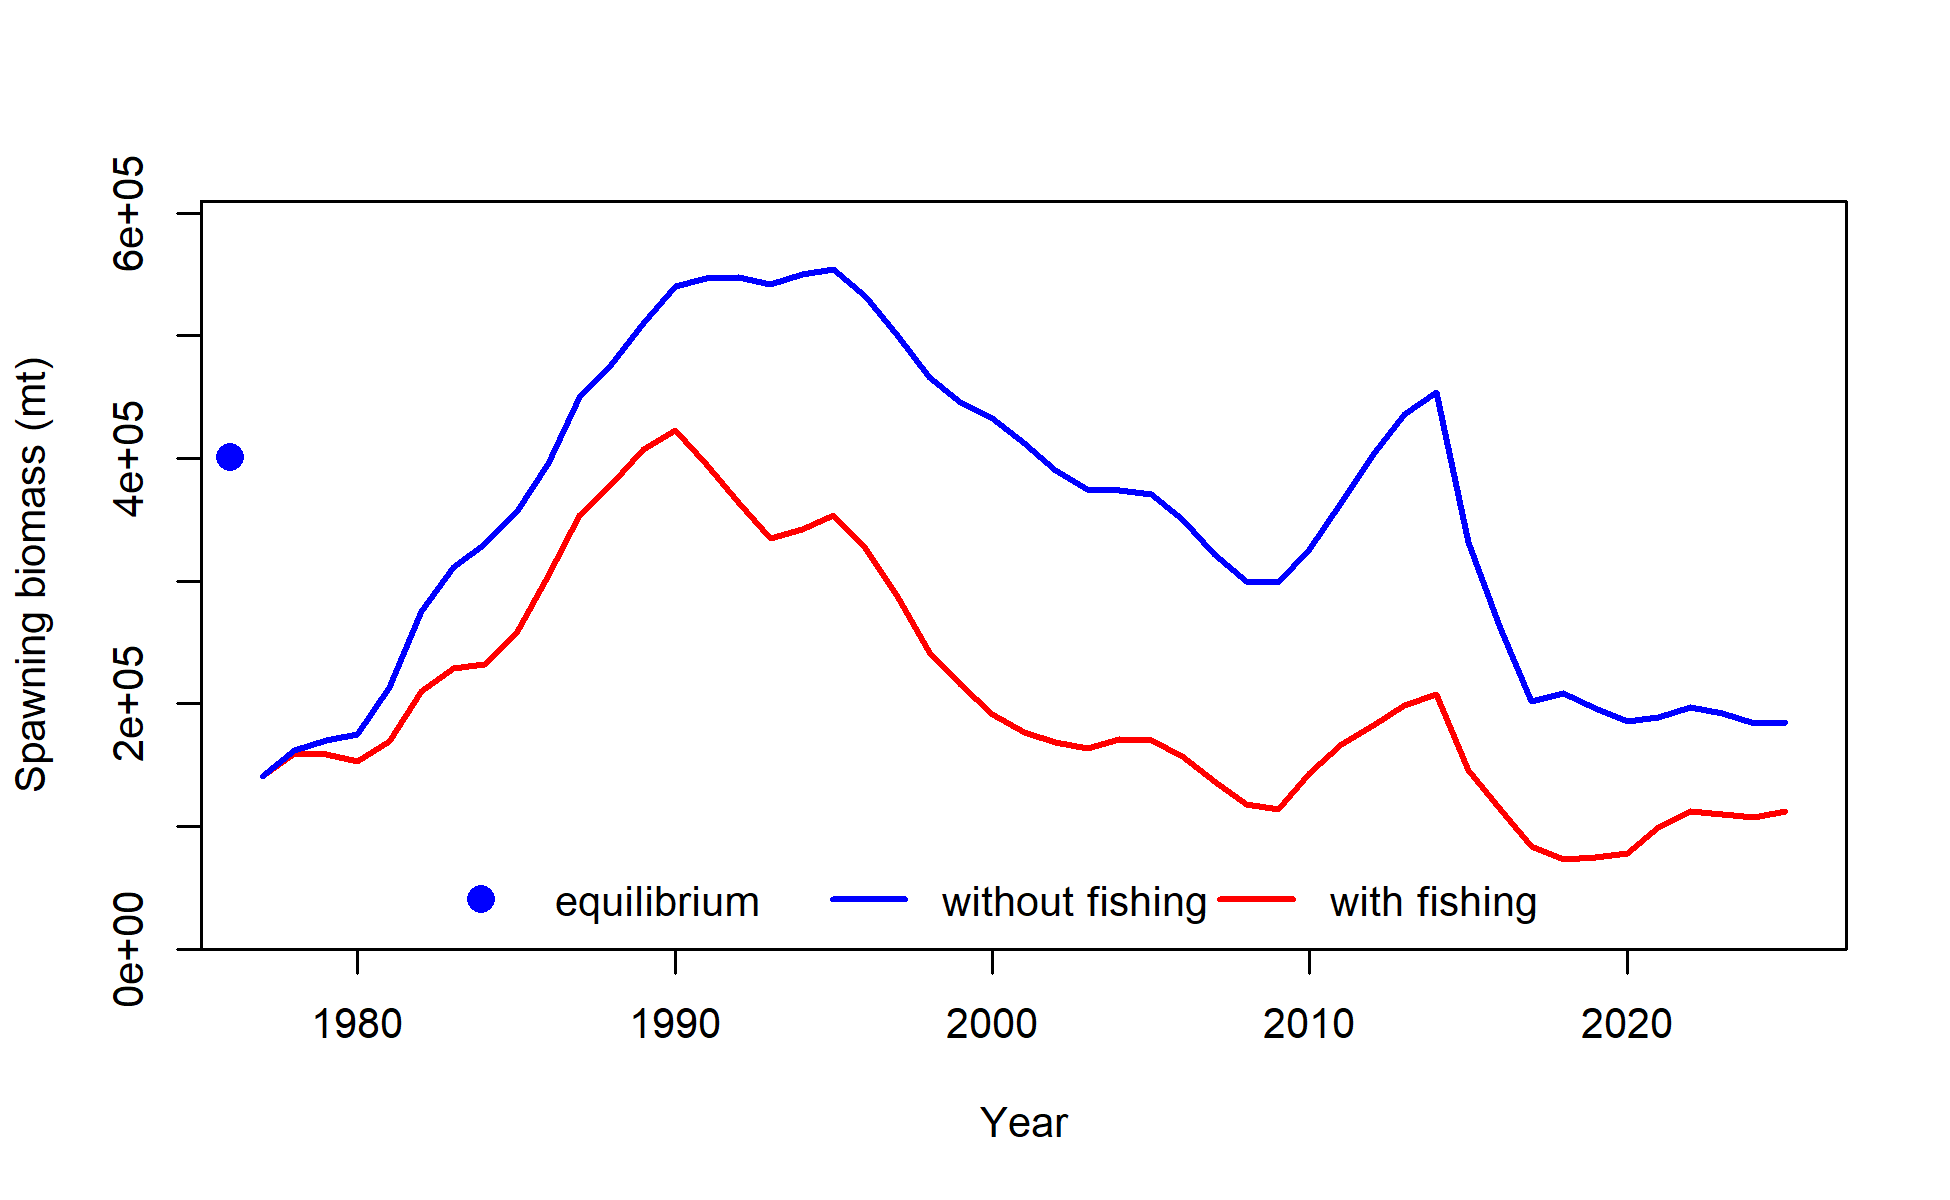 Spawning biomass (mt)
6e+05
4e+05
2e+05
0e+00
equilibrium without fishing with fishing
1980 1990 2000 2010 2020
Year